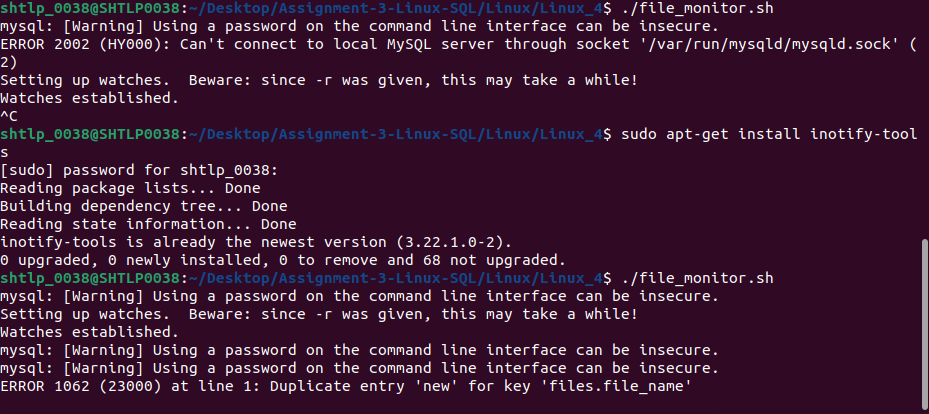 shtlp_0038@SHTLP0038:~/Desktop/Assignment-3-Linux-SQL/Linux/Linux_4$ ./file_monitor.sh
mysql: [Warning] Using a password on the command line interface can be insecure.
ERROR 2002 (HY000): Can't connect to local MySQL server through socket '/var/run/mysqld/mysqld.sock' (
2)
Setting up watches.  Beware: since -r was given, this may take a while!
Watches established.
^C
shtlp_0038@SHTLP0038:~/Desktop/Assignment-3-Linux-SQL/Linux/Linux_4$ sudo apt-get install inotify-tool
s
[sudo] password for shtlp_0038:
Reading package lists... Done
Building dependency tree... Done
Reading state information... Done
inotify-tools is already the newest version (3.22.1.0-2).
0 upgraded, 0 newly installed, 0 to remove and 68 not upgraded.
shtlp_0038@SHTLP0038:~/Desktop/Assignment-3-Linux-SQL/Linux/Linux_4$ ./file_monitor.sh
mysql: [Warning] Using a password on the command line interface can be insecure.
Setting up watches.  Beware: since -r was given, this may take a while!
Watches established.
mysql: [Warning] Using a password on the command line interface can be insecure.
mysql: [Warning] Using a password on the command line interface can be insecure.
ERROR 1062 (23000) at line 1: Duplicate entry 'new' for key 'files.file_name'